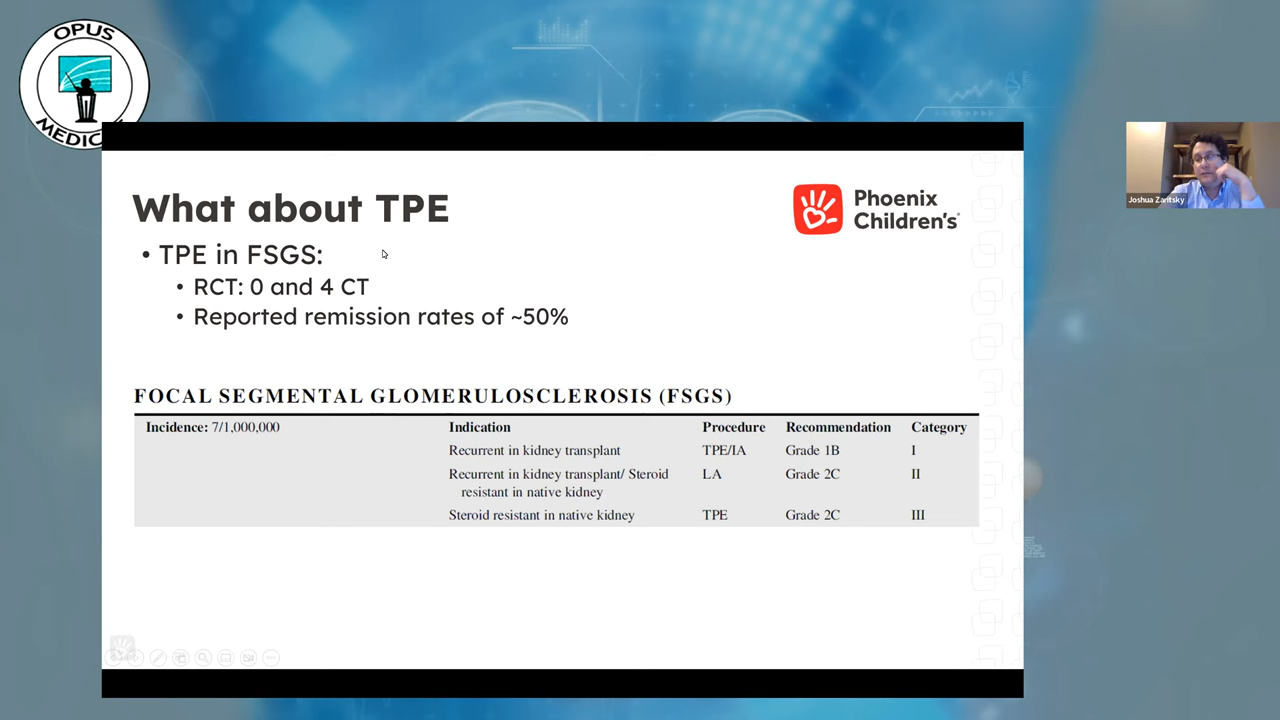 OPUS
MEDIC
What about TPE
Phoenix
Children's
• TPE in FSGS:
• RCT: 0 and 4 CT
• Reported remission rates of ~50%
FOCAL SEGMENTAL GLOMERULOSCLEROSIS (FSGS)
Incidence: 7/1,000,000 Indication Procedure Recommendation Category
Recurrent in kidney transplant TPE/IA Grade 1B I
Recurrent in kidney transplant/ Steroid LA Grade 2C II
resistant in native kidney
Steroid resistant in native kidney TPE Grade 2C III
Joshua Zaritsky